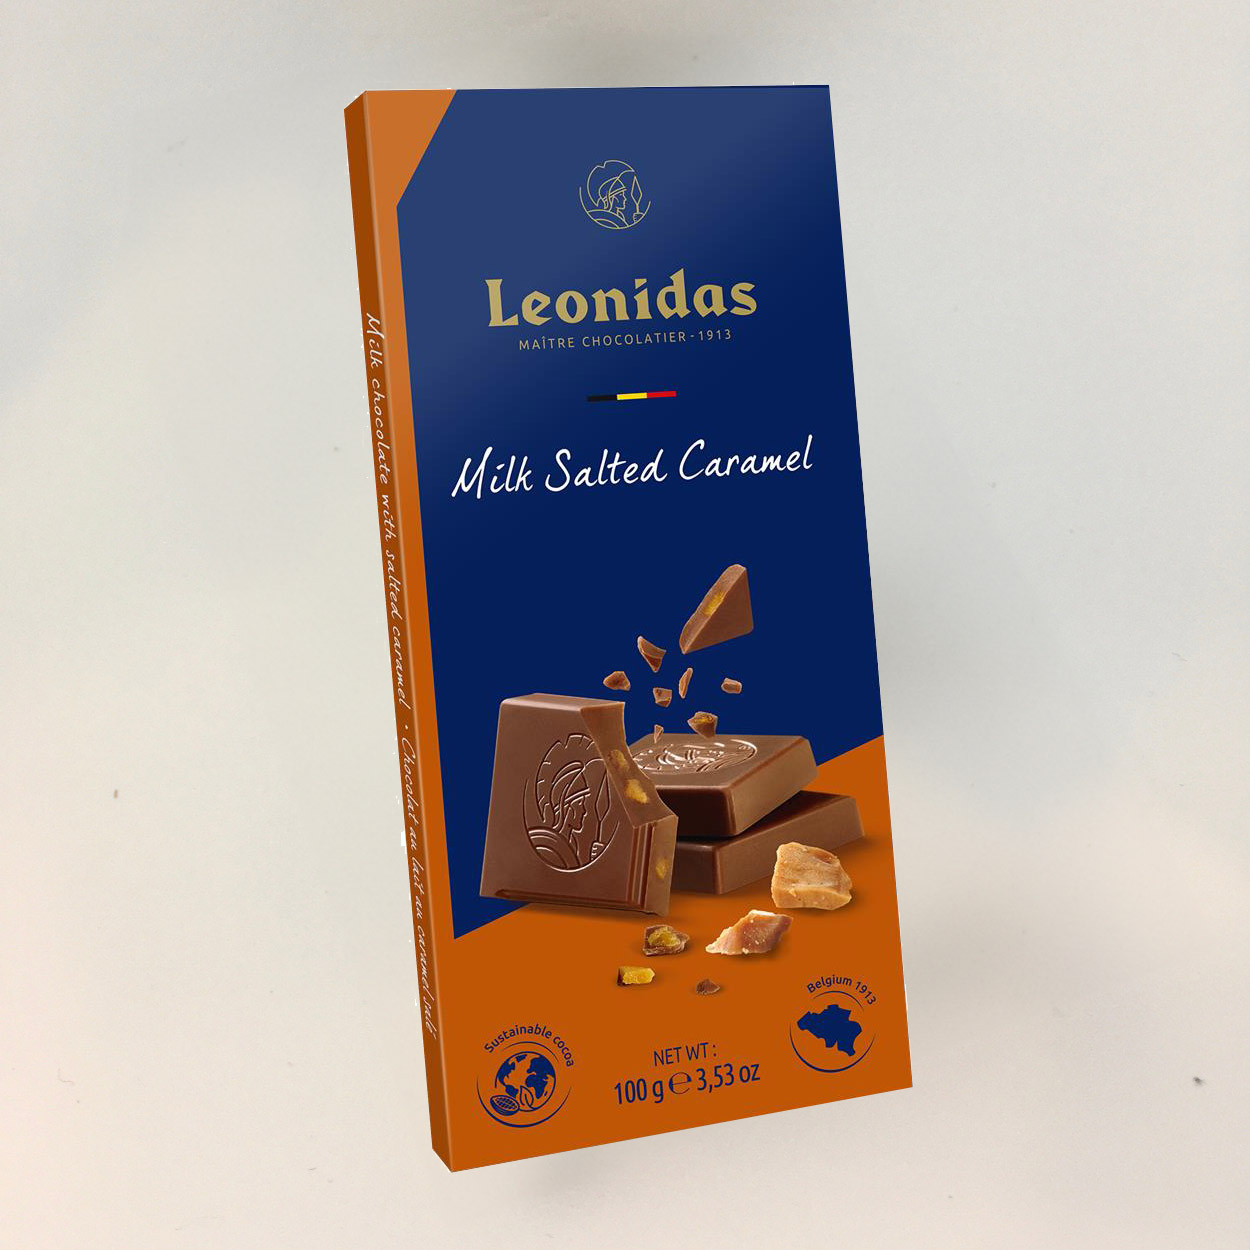 Leonidas
MAÎTRE CHOCOLATIER - 1913
Milk Salted Caramel
Milk chocolate with salted caramel • Chocolat au lait au caramel salé
Belgium 1913
Sustainable cocoa
NET WT :
100 g ℮ 3,53 oz